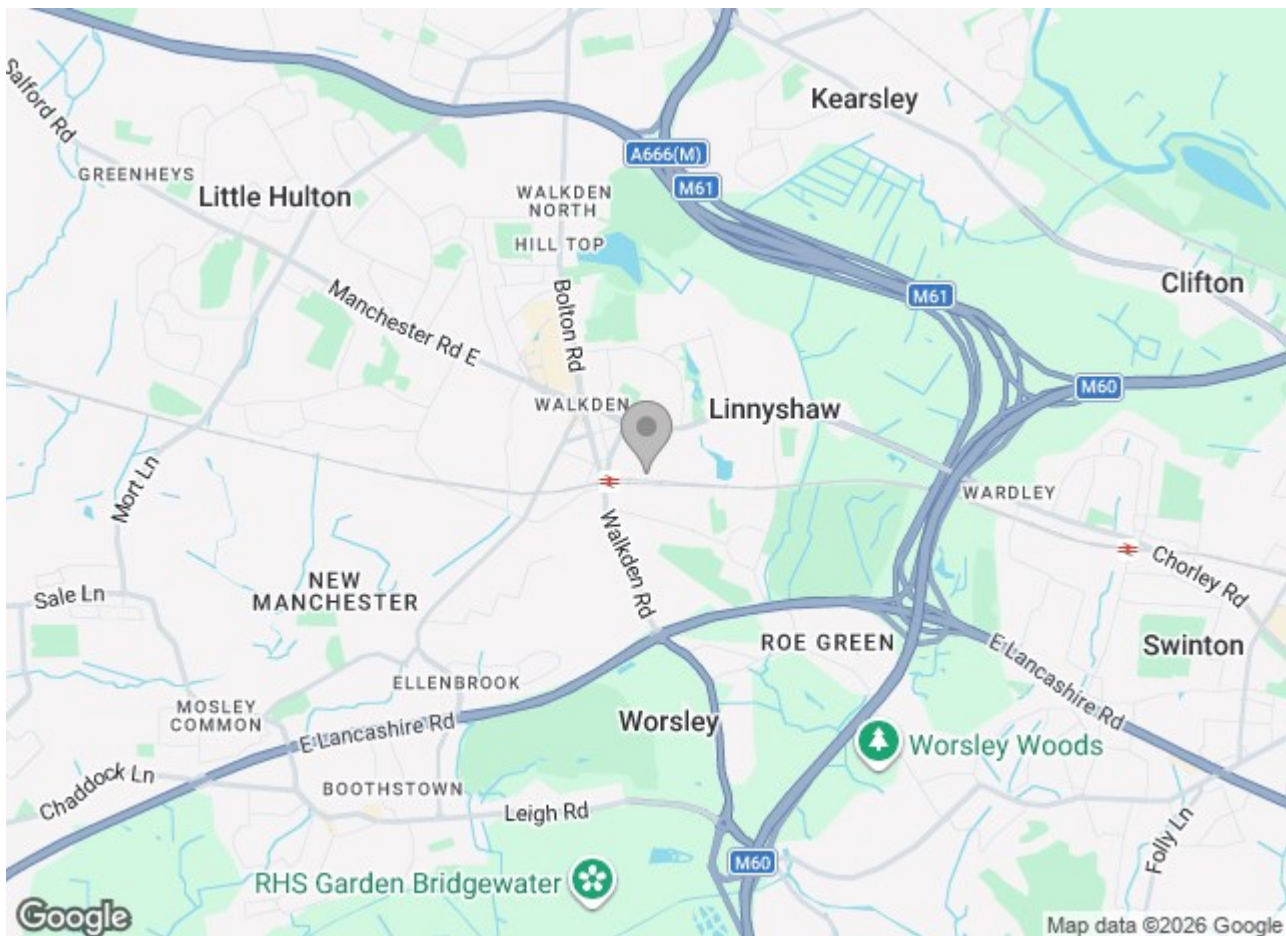 Kearsley
Salford Rd
A666(M)
GREENHEYS
M61
Little Hulton
WALKDEN
NORTH
HILL TOP
Clifton
M61
Manchester Rd E
Bolton Rd
M60
WALKDEN
Linnyshaw
Mort Ln
WARDLEY
Walkden Rd
Chorley Rd
NEW
MANCHESTER
Sale Ln
ROE GREEN
E Lancashire Rd
Swinton
ELLENBROOK
MOSLEY
COMMON
Worsley
E Lancashire Rd
Worsley Woods
Chaddock Ln
BOOTHSTOWN
Leigh Rd
Folly Ln
M60
RHS Garden Bridgewater
Google
Map data ©2026 Google